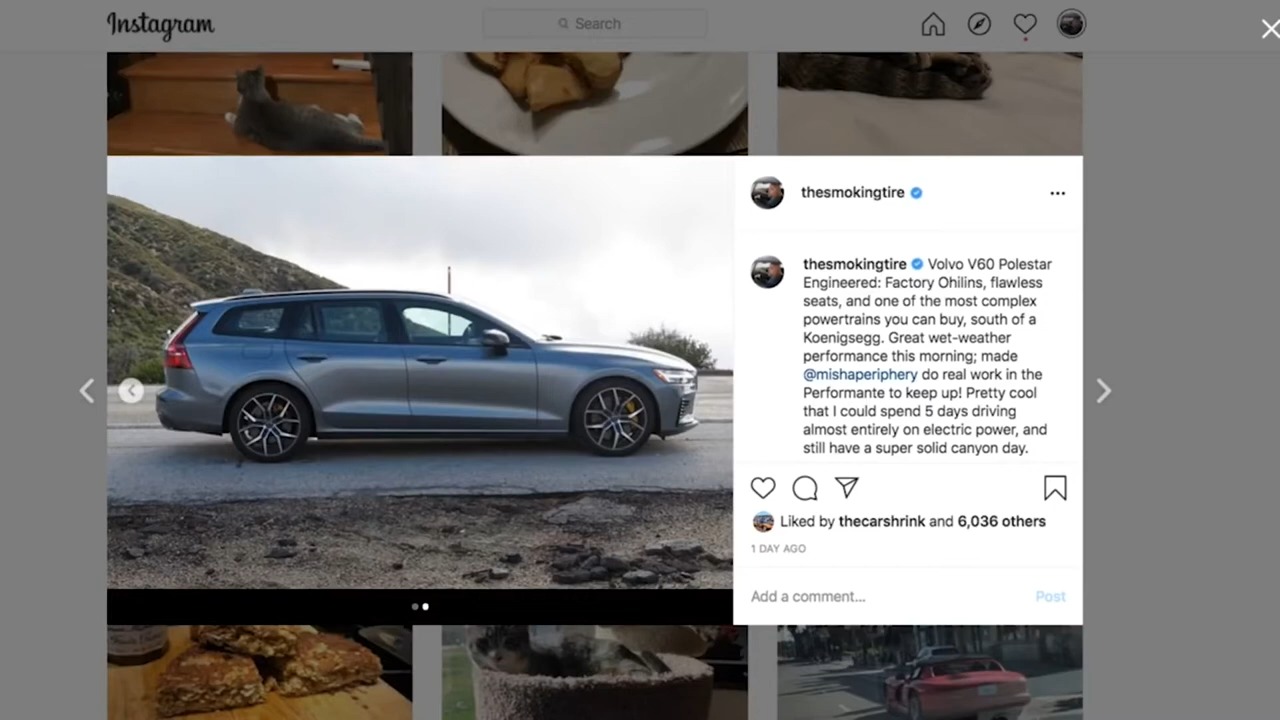 Instagram
Search
thesmokingtire
thesmokingtire Volvo V60 Polestar
Engineered: Factory Ohilins, flawless
seats, and one of the most complex
powertrains you can buy, south of a
Koenigsegg. Great wet-weather
performance this morning; made
@mishaperiphery do real work in the
Performante to keep up! Pretty cool
that I could spend 5 days driving
almost entirely on electric power, and
still have a super solid canyon day.
Liked by thecarshrink and 6,036 others
1 DAY AGO
Add a comment... Post